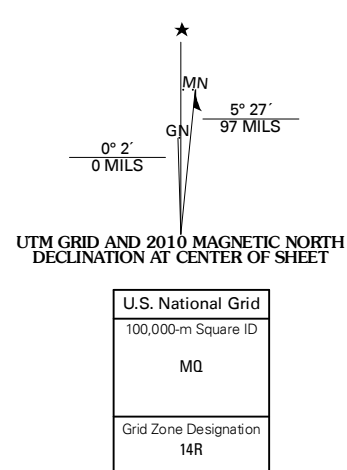 ★
MN
5° 27´
97 MILS
GN
0° 2´
0 MILS
UTM GRID AND 2010 MAGNETIC NORTH
DECLINATION AT CENTER OF SHEET
U.S. National Grid
100,000-m Square ID
MQ
Grid Zone Designation
14R